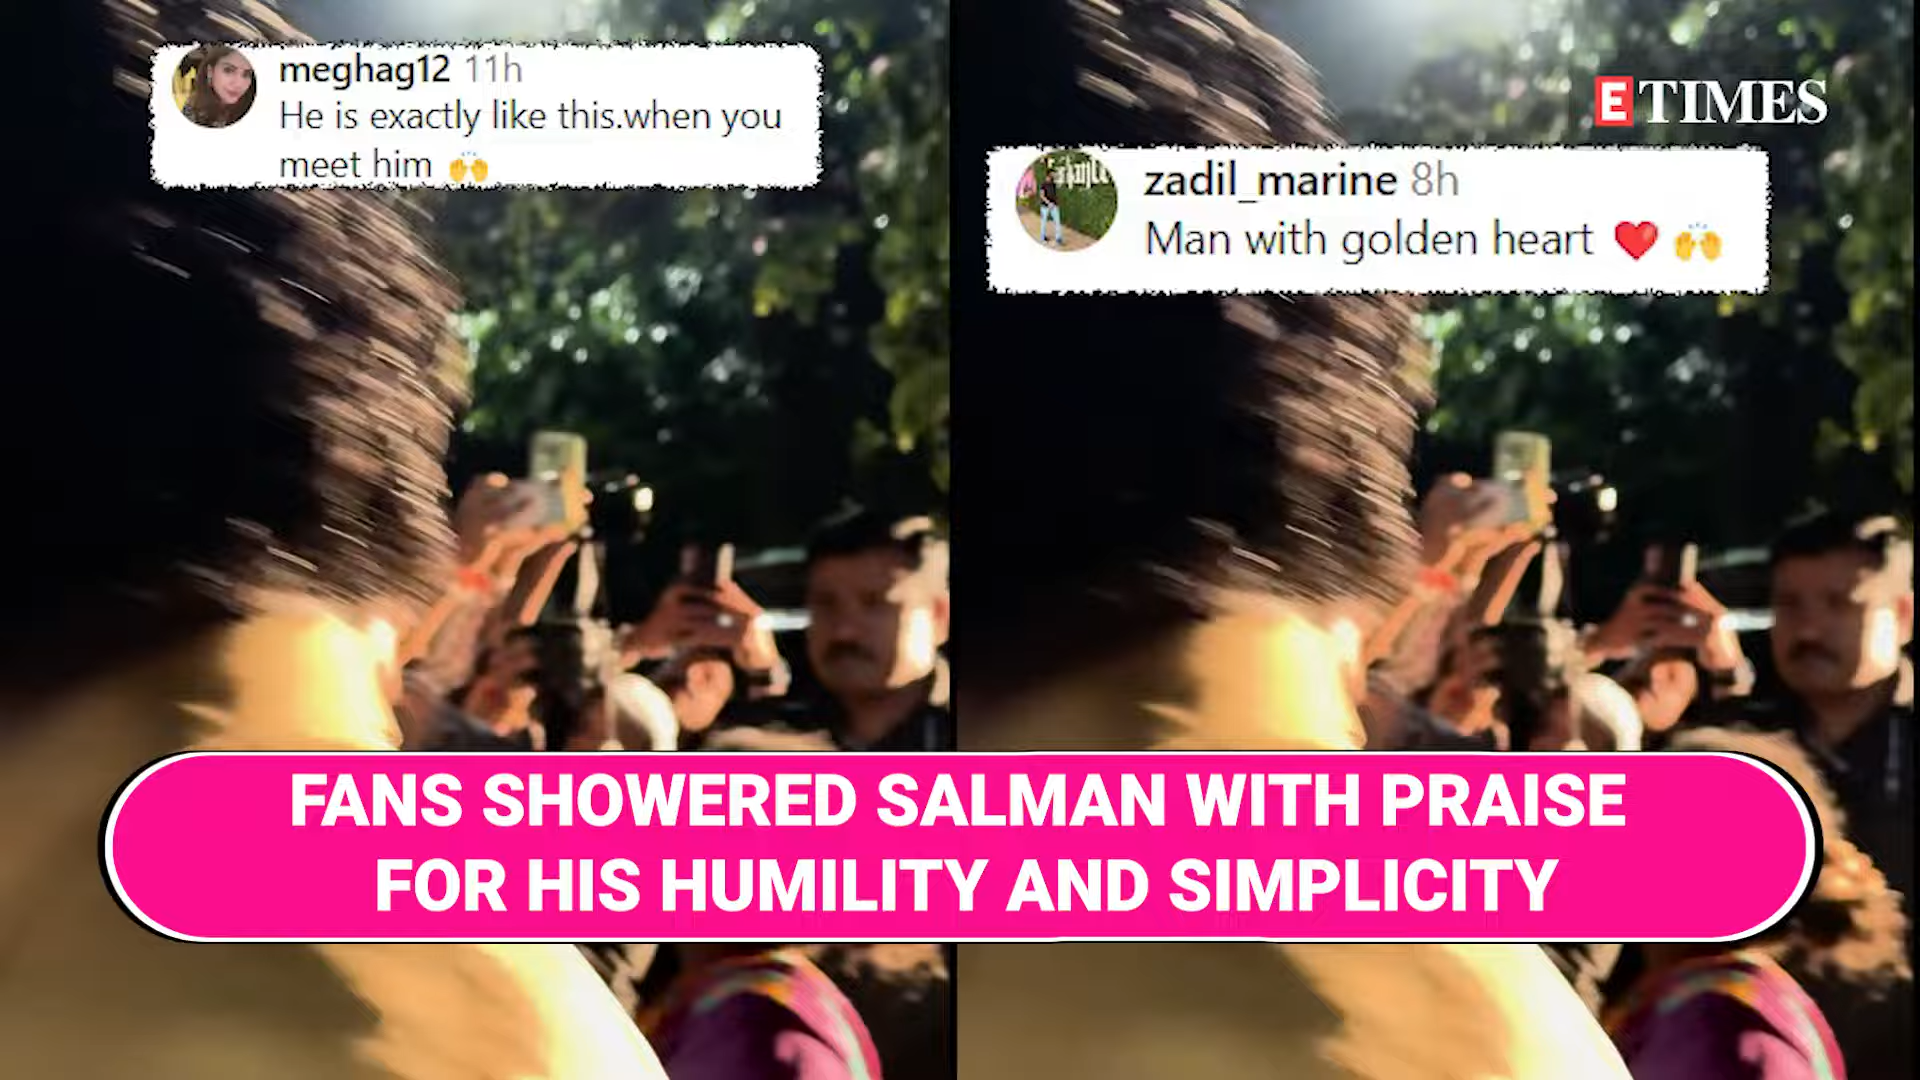 meghag12 11h
He is exactly like this.when you
meet him 🙌
ETIMES
zadil_marine 8h
Man with golden heart ❤️ 🙌
FANS SHOWERED SALMAN WITH PRAISE
FOR HIS HUMILITY AND SIMPLICITY